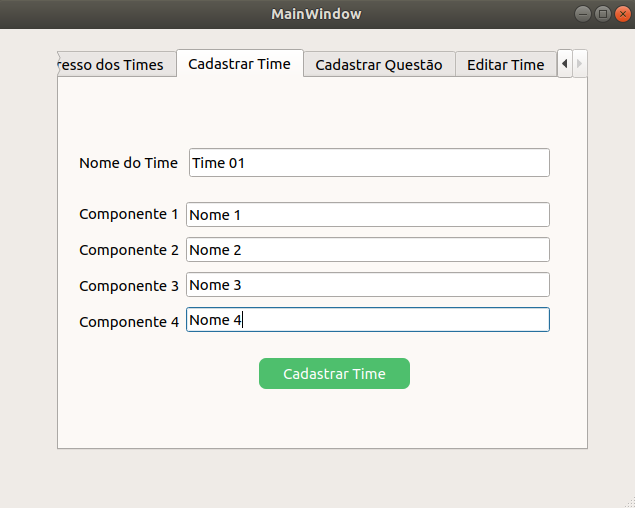 MainWindow
resso dos Times Cadastrar Time Cadastrar Questão Editar Time
Nome do Time Time 01
Componente 1 Nome 1
Componente 2 Nome 2
Componente 3 Nome 3
Componente 4 Nome 4
Cadastrar Time